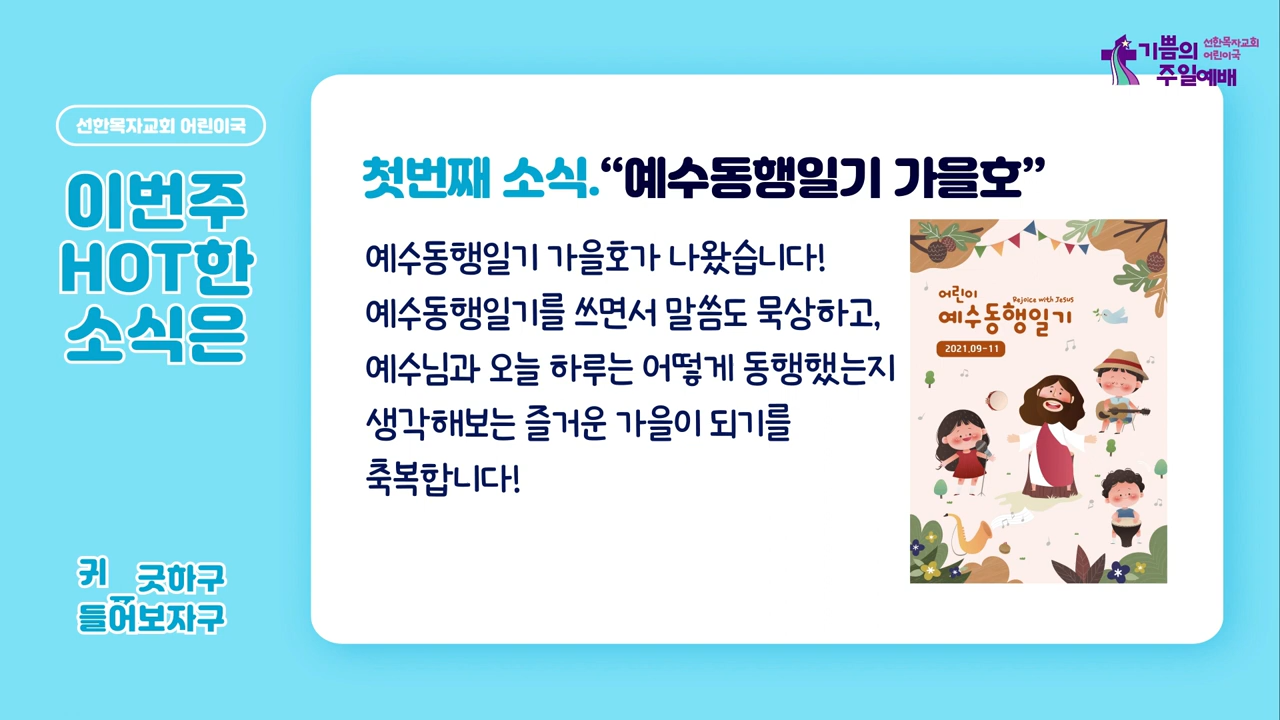 기쁨의 선한목자교회
어린이국
주일예배
선한목자교회 어린이국
이번주
HOT한
소식은
귀 긋하구
쫑
들어보자구
첫번째 소식.“예수동행일기 가을호”
예수동행일기 가을호가 나왔습니다!
예수동행일기를 쓰면서 말씀도 묵상하고,
예수님과 오늘 하루는 어떻게 동행했는지
생각해보는 즐거운 가을이 되기를
축복합니다!
어린이
Rejoice with Jesus
예수동행일기
2021.09-11